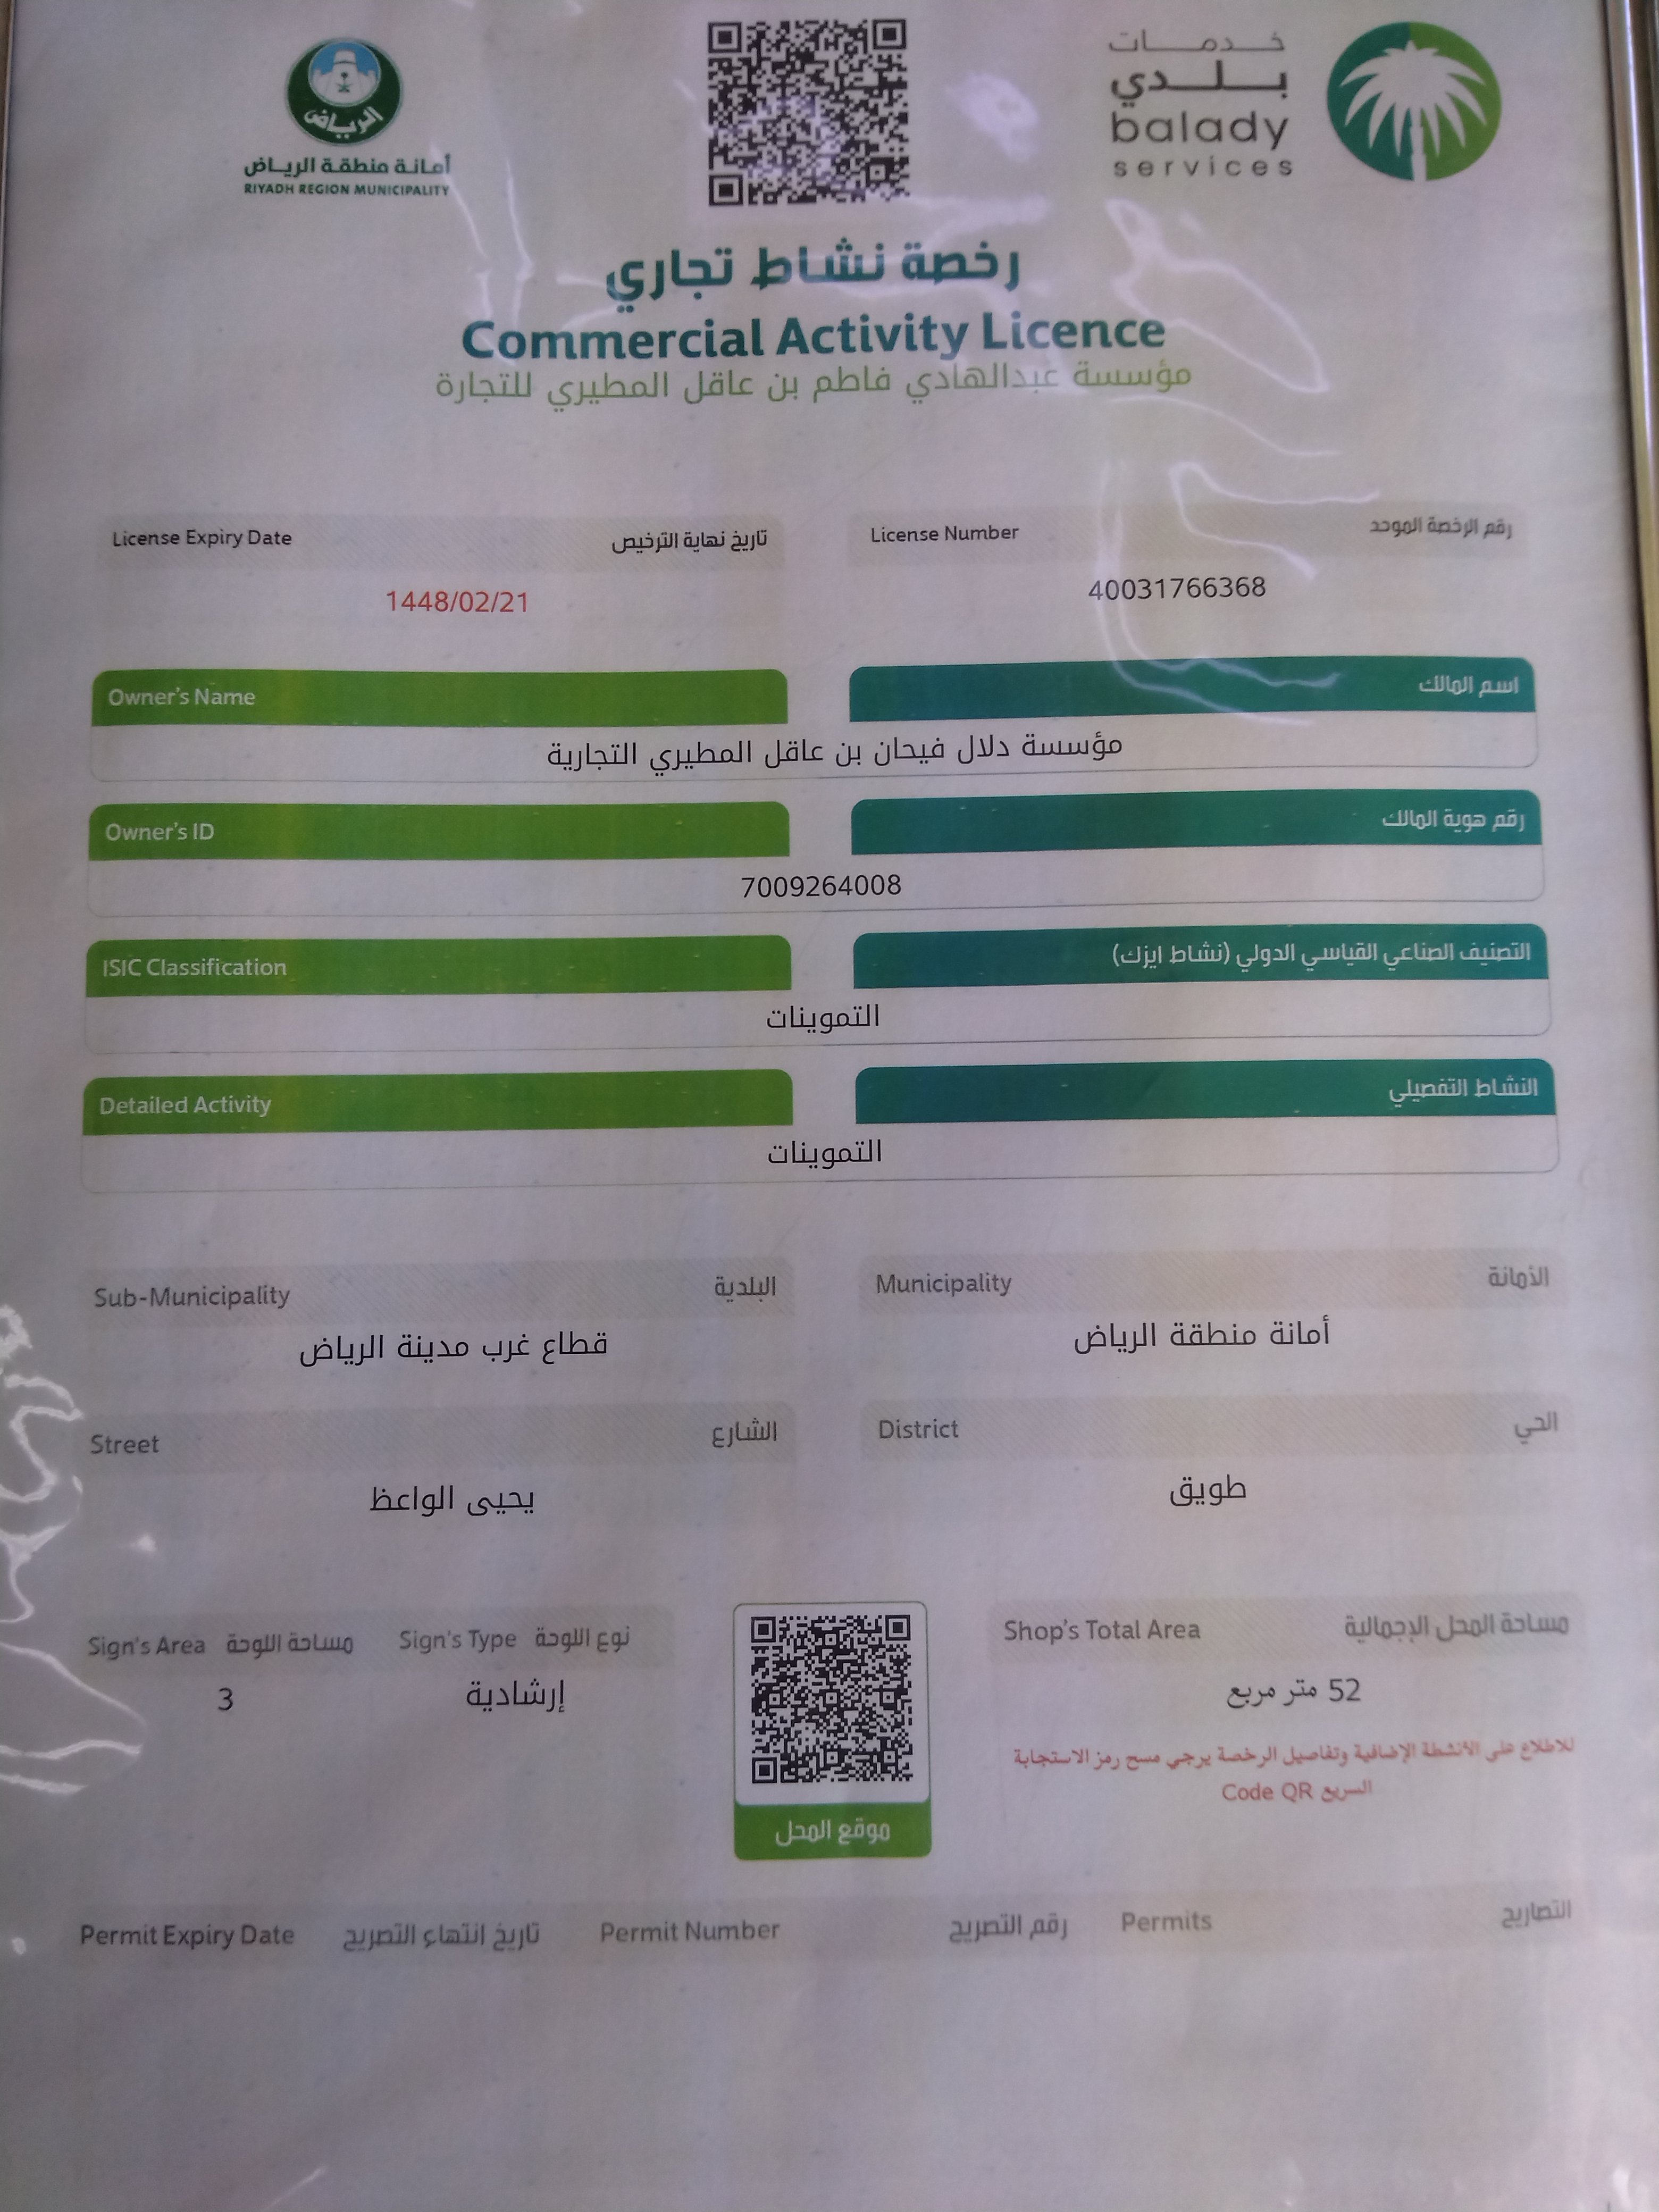 الرياض
أمانة منطقة الرياض
RIYADH REGION MUNICIPALITY
خدمات
بلدي
balady
services
رخصة نشاط تجاري
Commercial Activity Licence
مؤسسة عبدالهادي فاطم بن عاقل المطيري للتجارة
رقم الرخصة الموحد License Number
40031766368
تاريخ نهاية الترخيص License Expiry Date
1448/02/21
اسم المالك Owner's Name
مؤسسة دلال فيحان بن عاقل المطيري التجارية
رقم هوية المالك Owner's ID
7009264008
التصنيف الصناعي القياسي الدولي (نشاط ايزك) ISIC Classification
التموينات
النشاط التفصيلي Detailed Activity
التموينات
الأمانة Municipality
أمانة منطقة الرياض
البلدية Sub-Municipality
قطاع غرب مدينة الرياض
الحي District
طويق
الشارع Street
يحيى الواعظ
مساحة المحل الإجمالية Shop's Total Area
52 متر مربع
للاطلاع على الأنشطة الإضافية وتفاصيل الرخصة يرجي مسح رمز الاستجابة
السريع Code QR
موقع المحل
نوع اللوحة Sign's Type
إرشادية
مساحة اللوحة Sign's Area
3
التصاريح Permits
رقم التصريح Permit Number
تاريخ انتهاء التصريح Permit Expiry Date